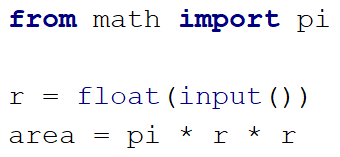 from math import pi
r = float(input())
area = pi * r * r